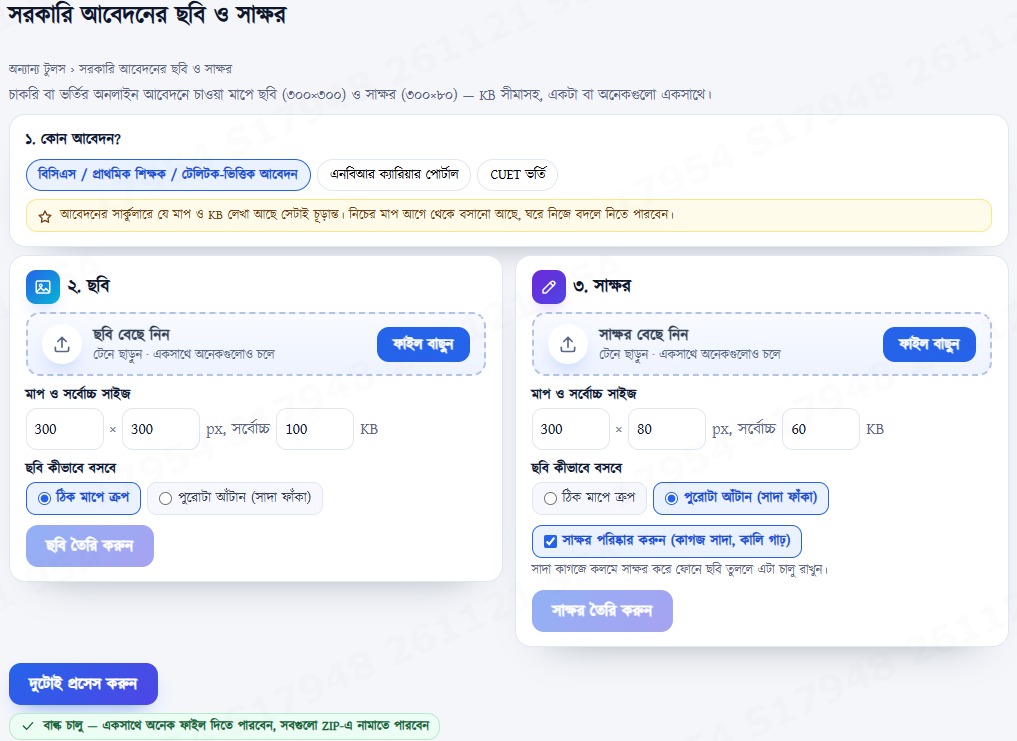 সরকারি আবেদনের ছবি ও সাক্ষর
অন্যান্য টুলস › সরকারি আবেদনের ছবি ও সাক্ষর
চাকরি বা ভর্তির অনলাইন আবেদনে চাওয়া মাপে ছবি (৩০০×৩০০) ও সাক্ষর (৩০০×৮০) — KB সীমাসহ, একটা বা অনেকগুলো একসাথে।
১. কোন আবেদন?
বিসিএস / প্রাথমিক শিক্ষক / টেলিটক-ভিত্তিক আবেদন
এনবিআর ক্যারিয়ার পোর্টাল
CUET ভর্তি
আবেদনের সার্কুলারে যে মাপ ও KB লেখা আছে সেটাই চূড়ান্ত। নিচের মাপ আগে থেকে বসানো আছে, ঘরে নিজে বদলে নিতে পারবেন।
২. ছবি
ছবি বেছে নিন
টেনে ছাড়ুন · একসাথে অনেকগুলোও চলে
ফাইল বাছুন
মাপ ও সর্বোচ্চ সাইজ
300 × 300 px, সর্বোচ্চ 100 KB
ছবি কীভাবে বসবে
ঠিক মাপে ক্রপ
পুরোটা আঁটান (সাদা ফাঁকা)
ছবি তৈরি করুন
৩. সাক্ষর
সাক্ষর বেছে নিন
টেনে ছাড়ুন · একসাথে অনেকগুলোও চলে
ফাইল বাছুন
মাপ ও সর্বোচ্চ সাইজ
300 × 80 px, সর্বোচ্চ 60 KB
ছবি কীভাবে বসবে
ঠিক মাপে ক্রপ
পুরোটা আঁটান (সাদা ফাঁকা)
সাক্ষর পরিষ্কার করুন (কাগজ সাদা, কালি গাঢ়)
সাদা কাগজে কলমে সাক্ষর করে ফোনে ছবি তুললে এটা চালু রাখুন।
সাক্ষর তৈরি করুন
দুটোই প্রসেস করুন
বাল্ক চালু — একসাথে অনেক ফাইল দিতে পারবেন, সবগুলো ZIP-এ নামাতে পারবেন